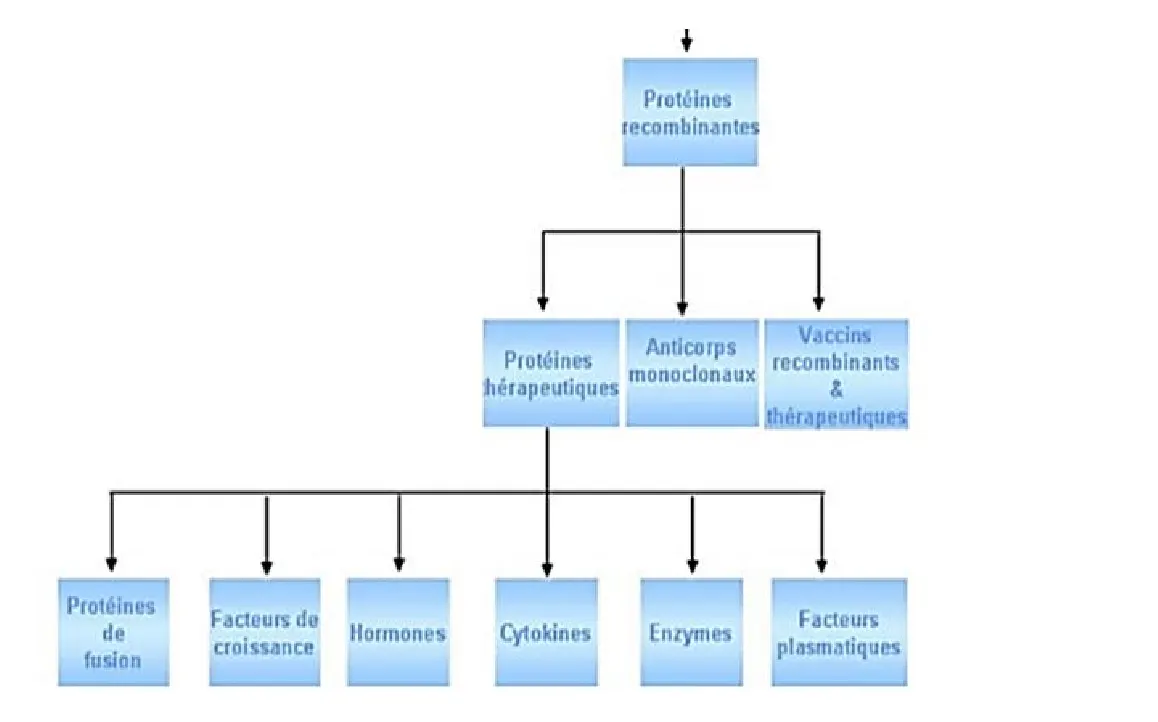 Protéines
recombinantes
Protéines
thérapeutiques
Anticorps
monoclonaux
Vaccins
recombinants
&
thérapeutiques
Protéines
de
fusion
Facteurs de
croissance
Hormones
Cytokines
Enzymes
Facteurs
plasmatiques